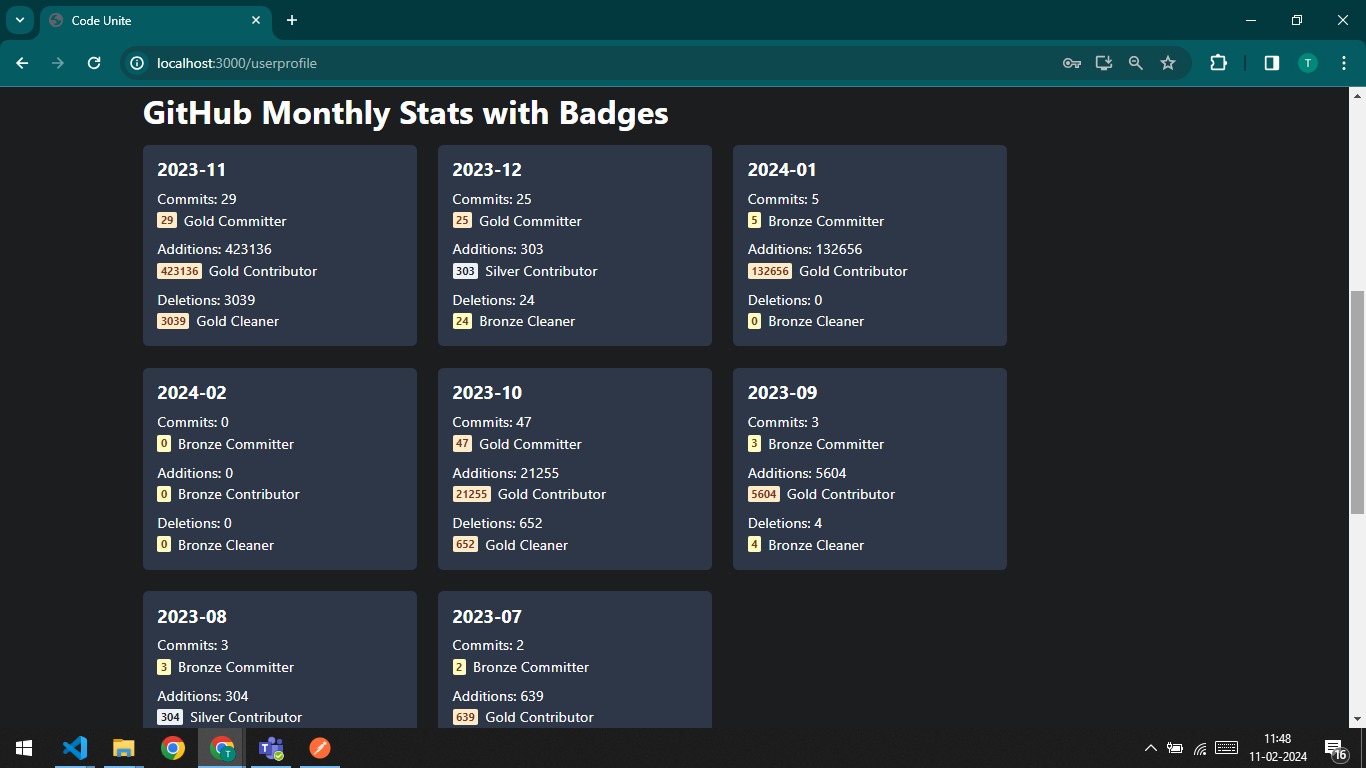 Code Unite
localhost:3000/userprofile
T
GitHub Monthly Stats with Badges
2023-11
Commits: 29
29 Gold Committer
Additions: 423136
423136 Gold Contributor
Deletions: 3039
3039 Gold Cleaner
2023-12
Commits: 25
25 Gold Committer
Additions: 303
303 Silver Contributor
Deletions: 24
24 Bronze Cleaner
2024-01
Commits: 5
5 Bronze Committer
Additions: 132656
132656 Gold Contributor
Deletions: 0
0 Bronze Cleaner
2024-02
Commits: 0
0 Bronze Committer
Additions: 0
0 Bronze Contributor
Deletions: 0
0 Bronze Cleaner
2023-10
Commits: 47
47 Gold Committer
Additions: 21255
21255 Gold Contributor
Deletions: 652
652 Gold Cleaner
2023-09
Commits: 3
3 Bronze Committer
Additions: 5604
5604 Gold Contributor
Deletions: 4
4 Bronze Cleaner
2023-08
Commits: 3
3 Bronze Committer
Additions: 304
304 Silver Contributor
2023-07
Commits: 2
2 Bronze Committer
Additions: 639
639 Gold Contributor
T
T
11:48
11-02-2024
16